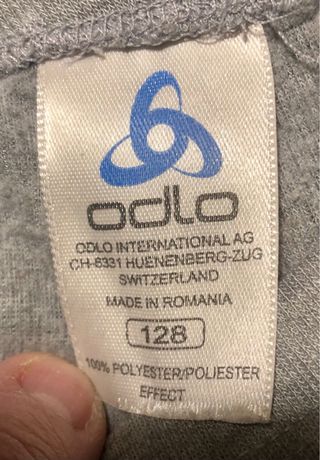 odlo
ODLO INTERNATIONAL AG
CH-6331 HUENENBERG-ZUG
SWITZERLAND
MADE IN ROMANIA
128
100% POLYESTER/POLIESTER
EFFECT